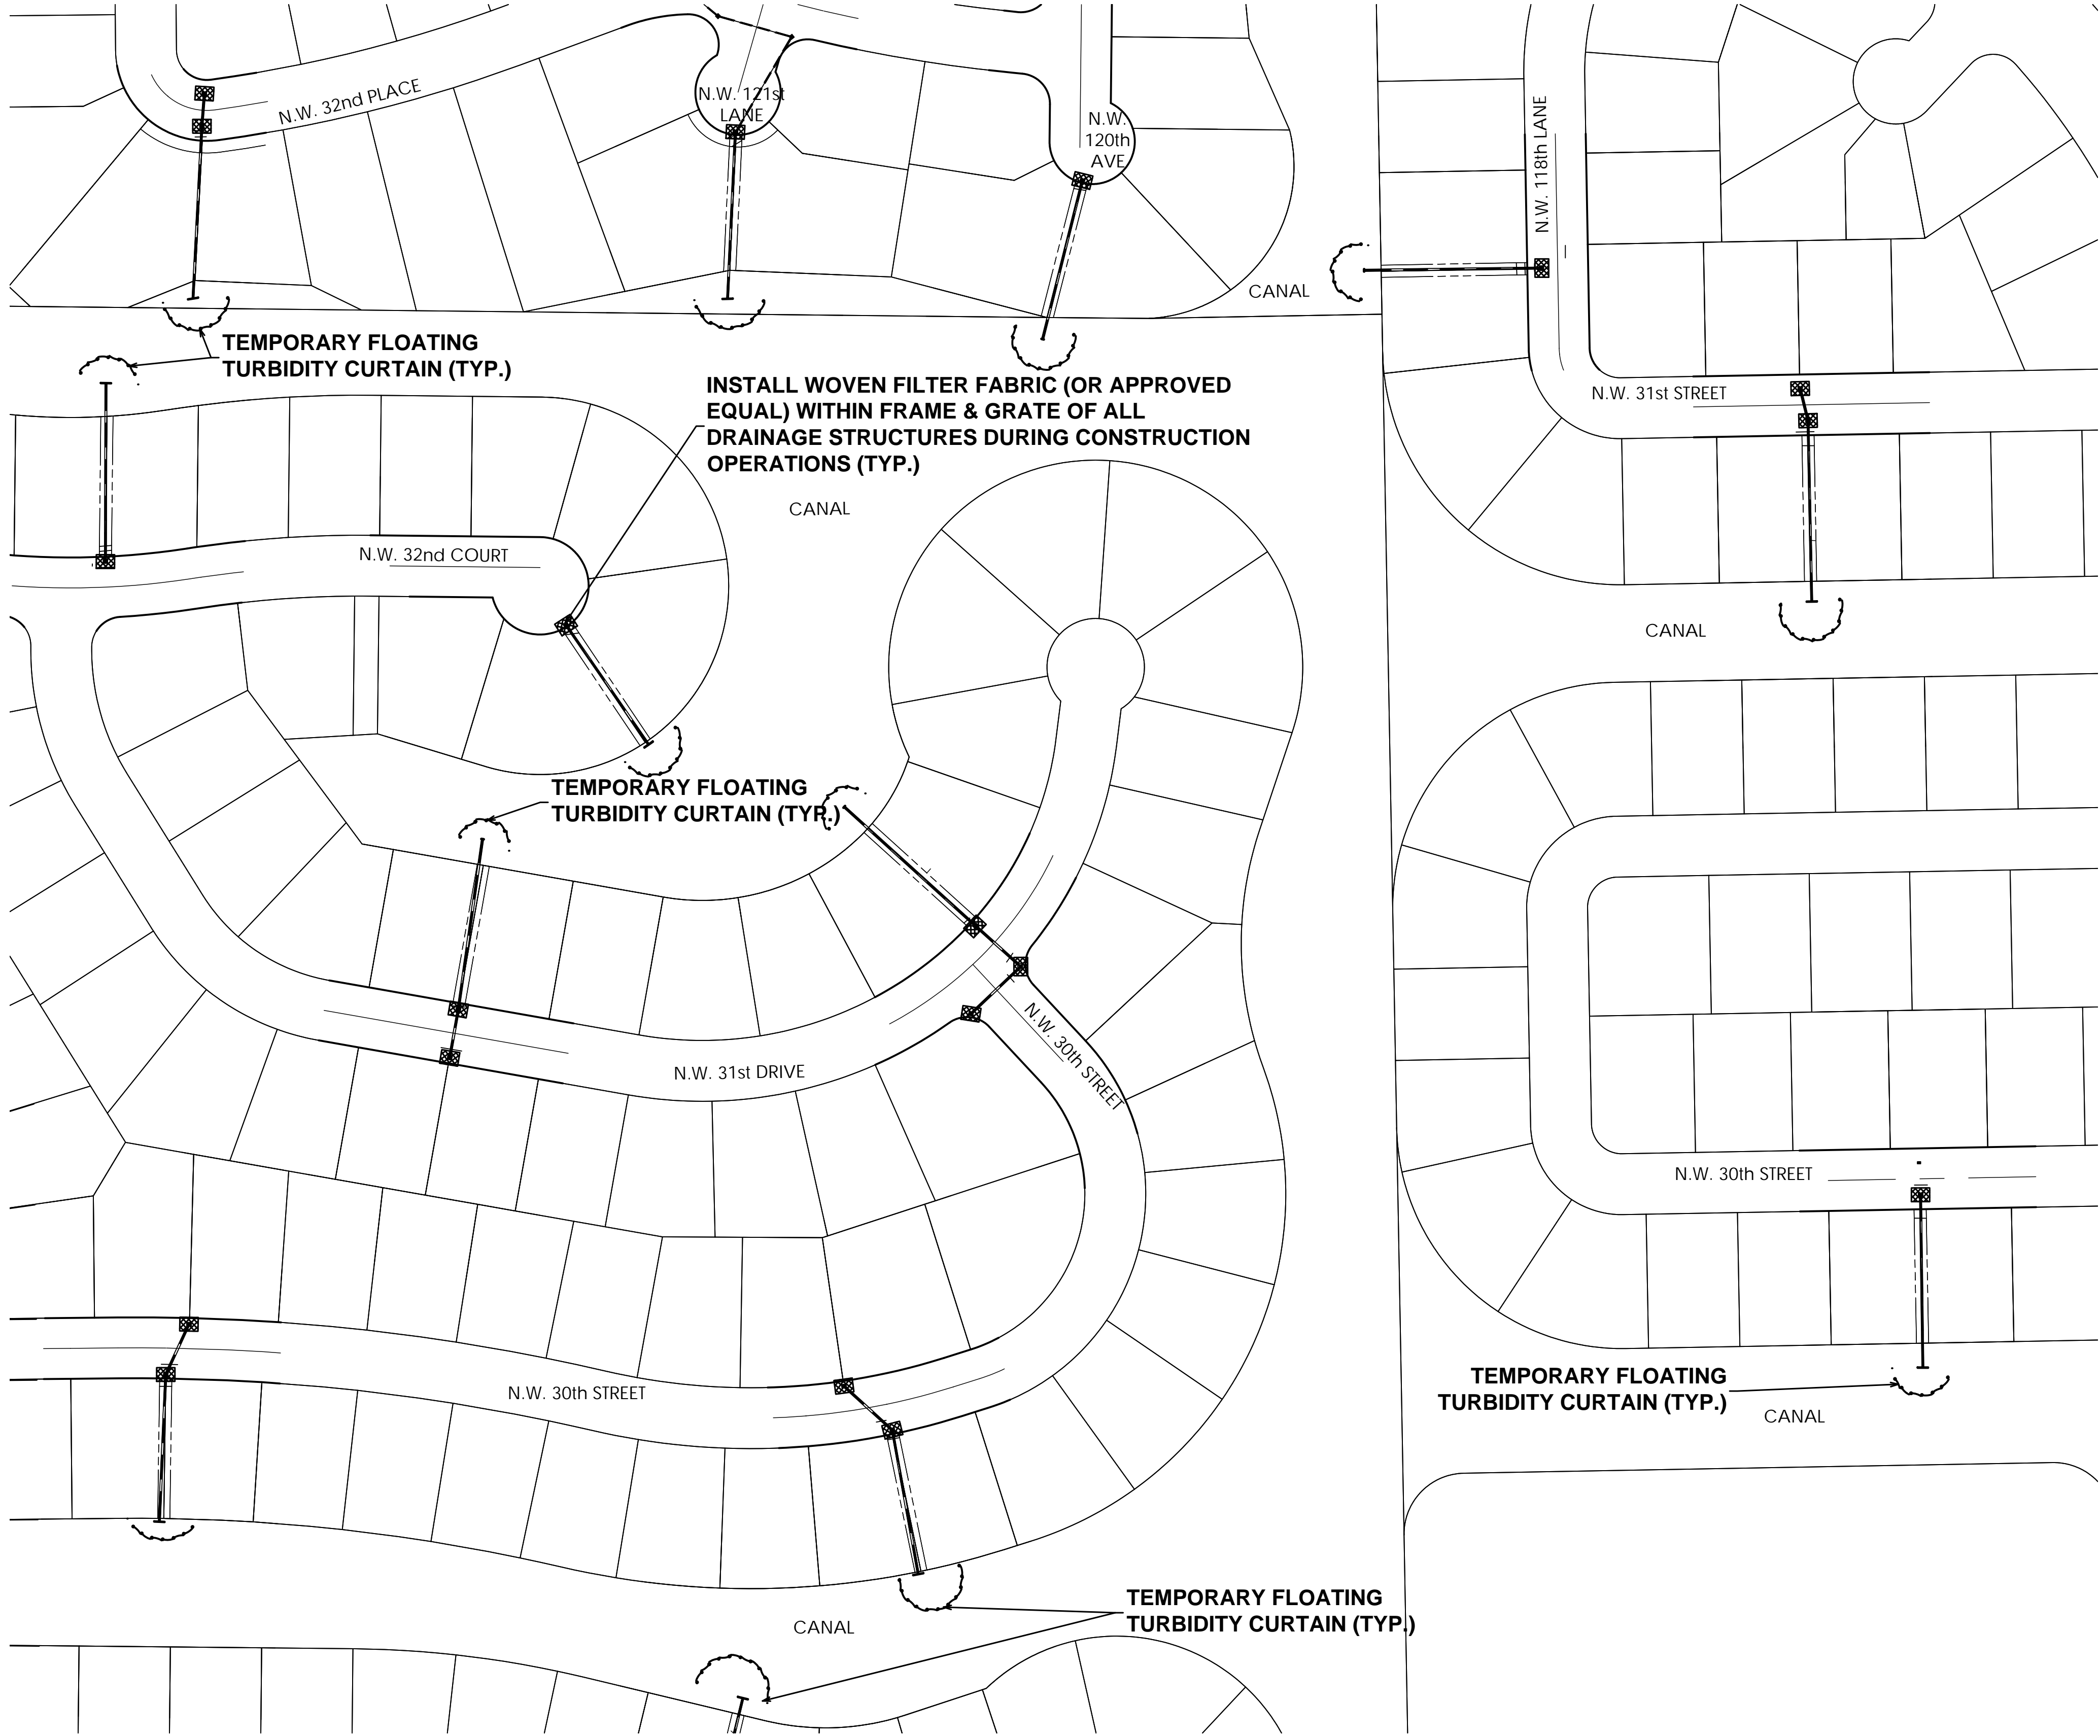 N.W. 32nd PLACE
N.W. 121st
LANE
N.W.
120th
AVE
N.W. 118th LANE
CANAL
TEMPORARY FLOATING
TURBIDITY CURTAIN (TYP.)
INSTALL WOVEN FILTER FABRIC (OR APPROVED
EQUAL) WITHIN FRAME & GRATE OF ALL
DRAINAGE STRUCTURES DURING CONSTRUCTION
OPERATIONS (TYP.)
N.W. 31st STREET
CANAL
N.W. 32nd COURT
CANAL
TEMPORARY FLOATING
TURBIDITY CURTAIN (TYP.)
N.W. 30th STREET
N.W. 31st DRIVE
N.W. 30th STREET
N.W. 30th STREET
TEMPORARY FLOATING
TURBIDITY CURTAIN (TYP.)
CANAL
TEMPORARY FLOATING
TURBIDITY CURTAIN (TYP.)
CANAL